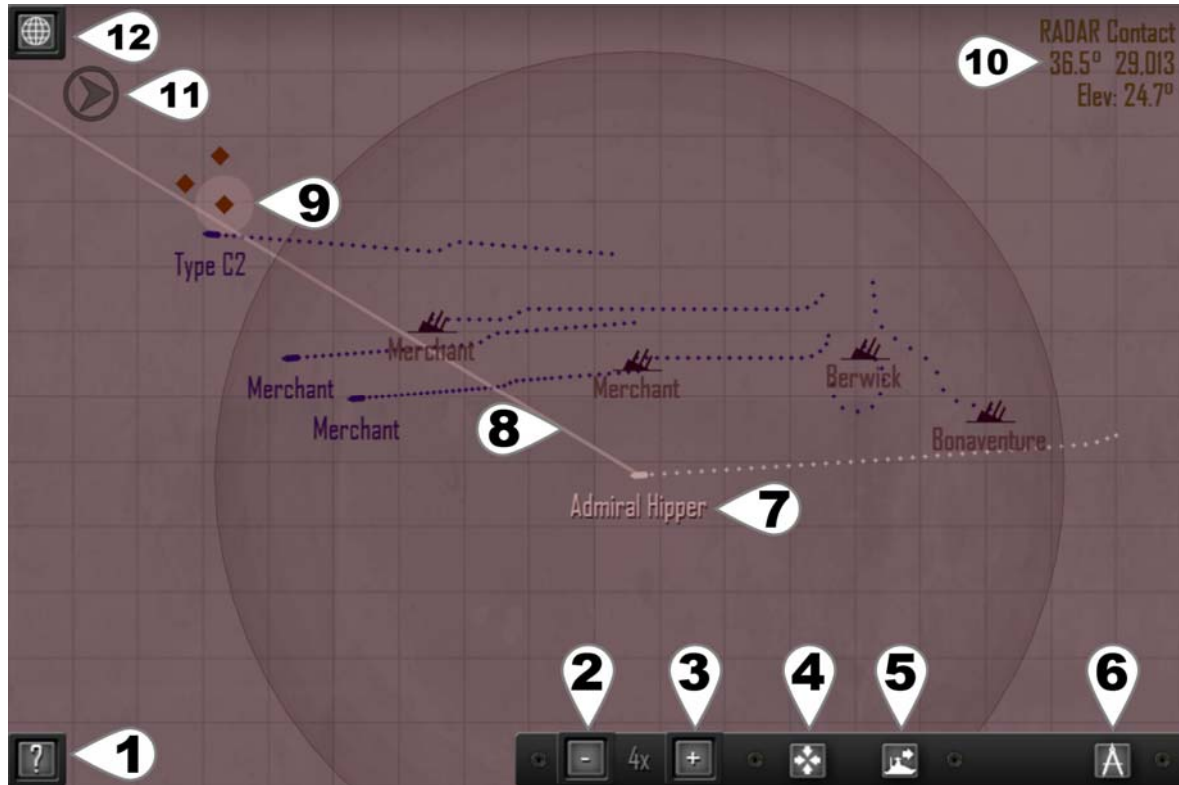 12
11
10
RADAR Contact
36.5° 29.013
Elev: 24.7°
9
Type C2
Merchant
Merchant
Merchant
Berwick
Merchant
8
Bonaventure
Admiral Hipper
7
2
3
4
5
6
1
?
- 4x +